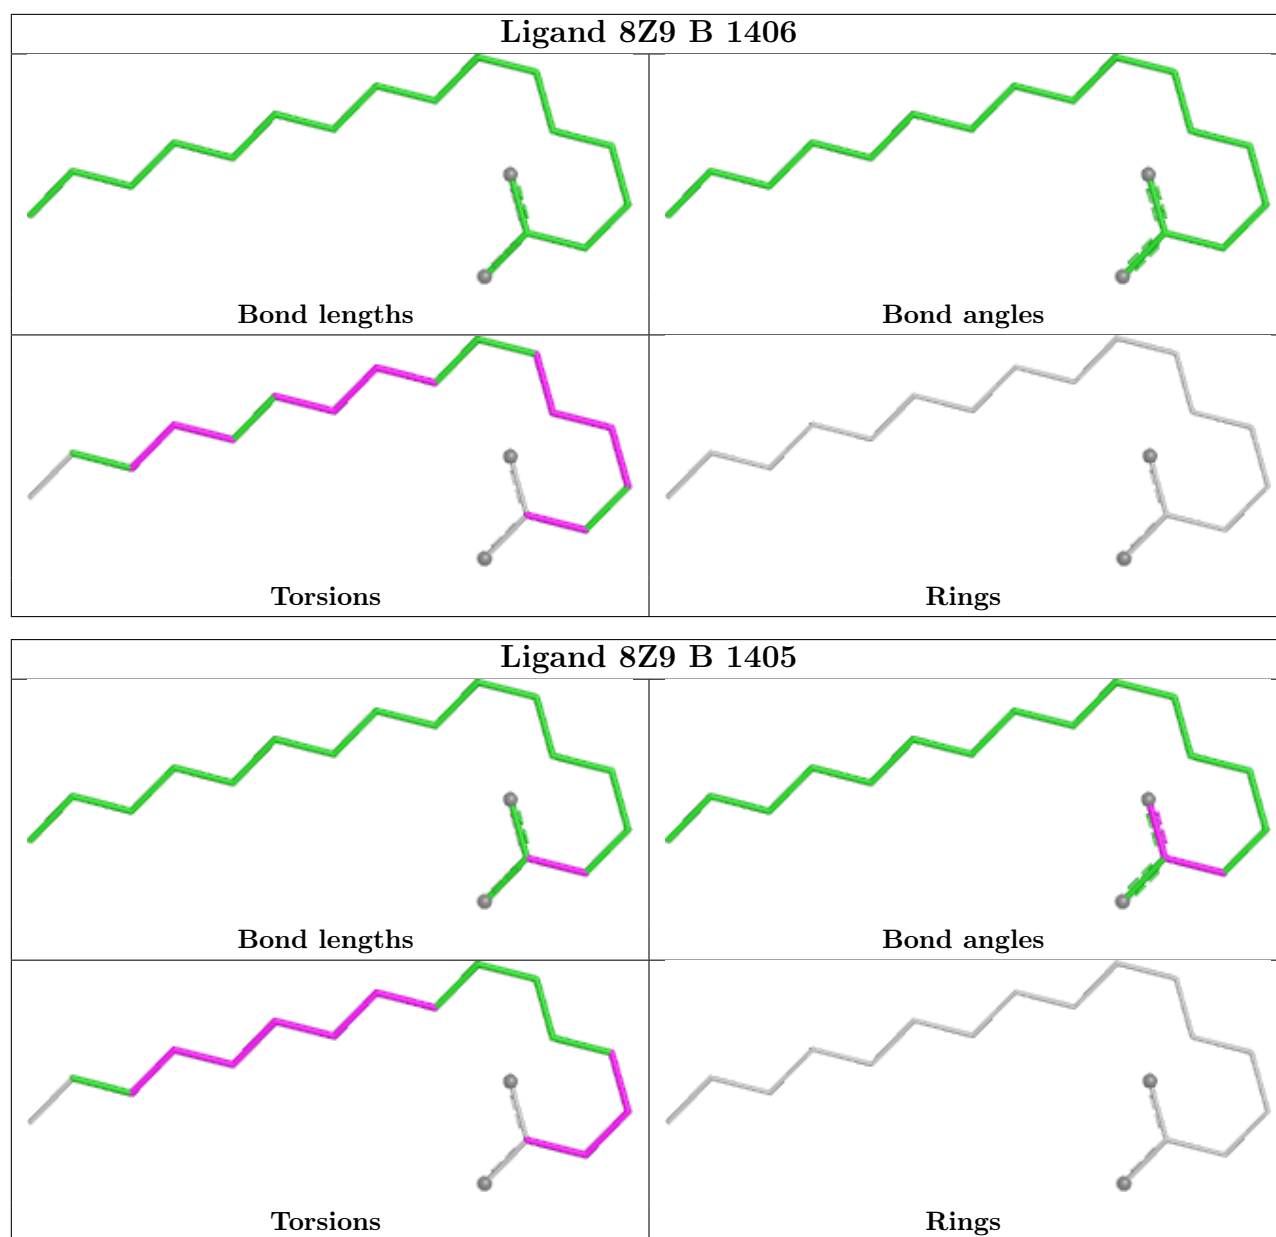 Ligand 8Z9 B 1406
Bond lengths
Bond angles
Torsions
Rings
Ligand 8Z9 B 1405
Bond lengths
Bond angles
Torsions
Rings